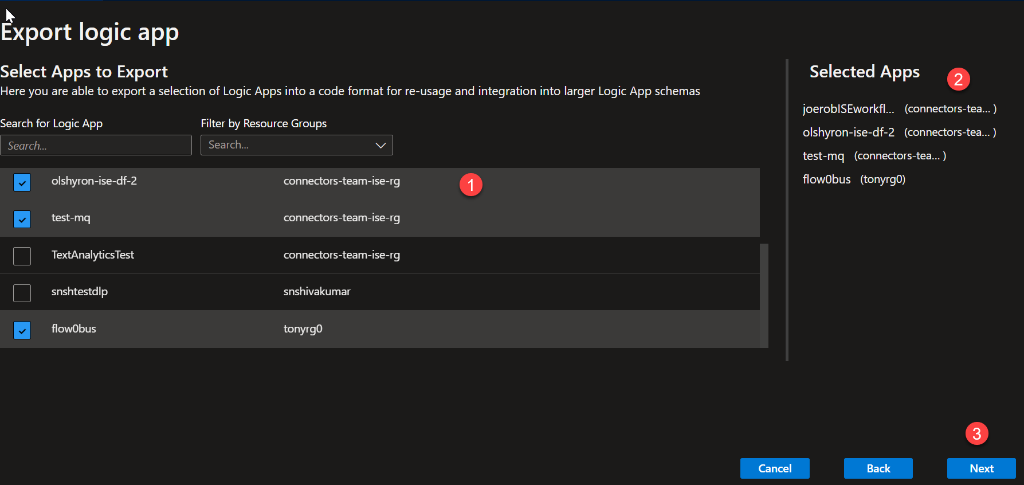 Export logic app
Select Apps to Export
Here you are able to export a selection of Logic Apps into a code format for re-usage and integration into larger Logic App schemas
Search for Logic App Filter by Resource Groups
Search... Search...
olshyron-ise-df-2 connectors-team-ise-rg 1
test-mq connectors-team-ise-rg
TextAnalyticsTest connectors-team-ise-rg
snshtestdlp snshivakumar
flow0bus tonyrg0
Selected Apps 2
joeroblSEworkfl... (connectors-tea... )
olshyron-ise-df-2 (connectors-tea... )
test-mq (connectors-tea... )
flow0bus (tonyrg0)
3
Cancel Back Next